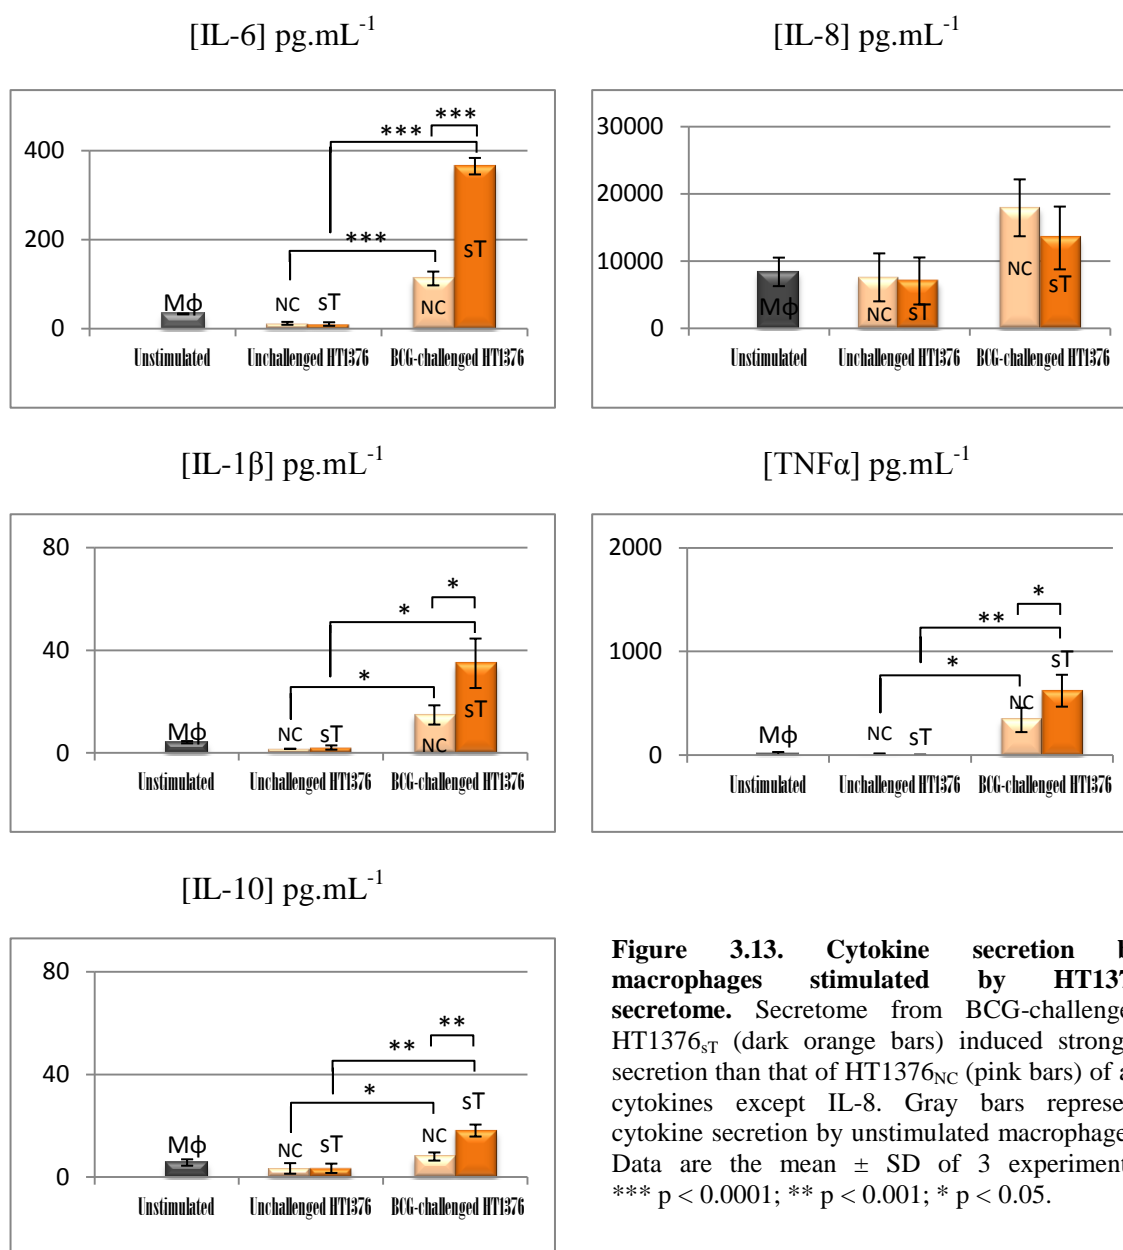 [IL-6] pg.mL⁻¹
[IL-8] pg.mL⁻¹
***
***
***
400
200
0
Mφ
NC
sT
NC
sT
Unstimulated
Unchallenged HT1376
BCG-challenged HT1376
30000
20000
10000
0
Mφ
NC
sT
NC
sT
Unstimulated
Unchallenged HT1376
BCG-challenged HT1376
[IL-1β] pg.mL⁻¹
[TNFα] pg.mL⁻¹
80
40
0
*
*
*
Mφ
NC
sT
NC
sT
Unstimulated
Unchallenged HT1376
BCG-challenged HT1376
2000
1000
0
*
**
*
Mφ
NC
sT
NC
sT
Unstimulated
Unchallenged HT1376
BCG-challenged HT1376
[IL-10] pg.mL⁻¹
80
40
0
**
**
*
Mφ
NC
sT
NC
sT
Unstimulated
Unchallenged HT1376
BCG-challenged HT1376
Figure 3.13. Cytokine secretion
macrophages stimulated by HT137
secretome. Secretome from BCG-challenge
HT1376sT (dark orange bars) induced strong
secretion than that of HT1376NC (pink bars) of a
cytokines except IL-8. Gray bars represe
cytokine secretion by unstimulated macrophage
Data are the mean ± SD of 3 experiment
*** p < 0.0001; ** p < 0.001; * p < 0.05.